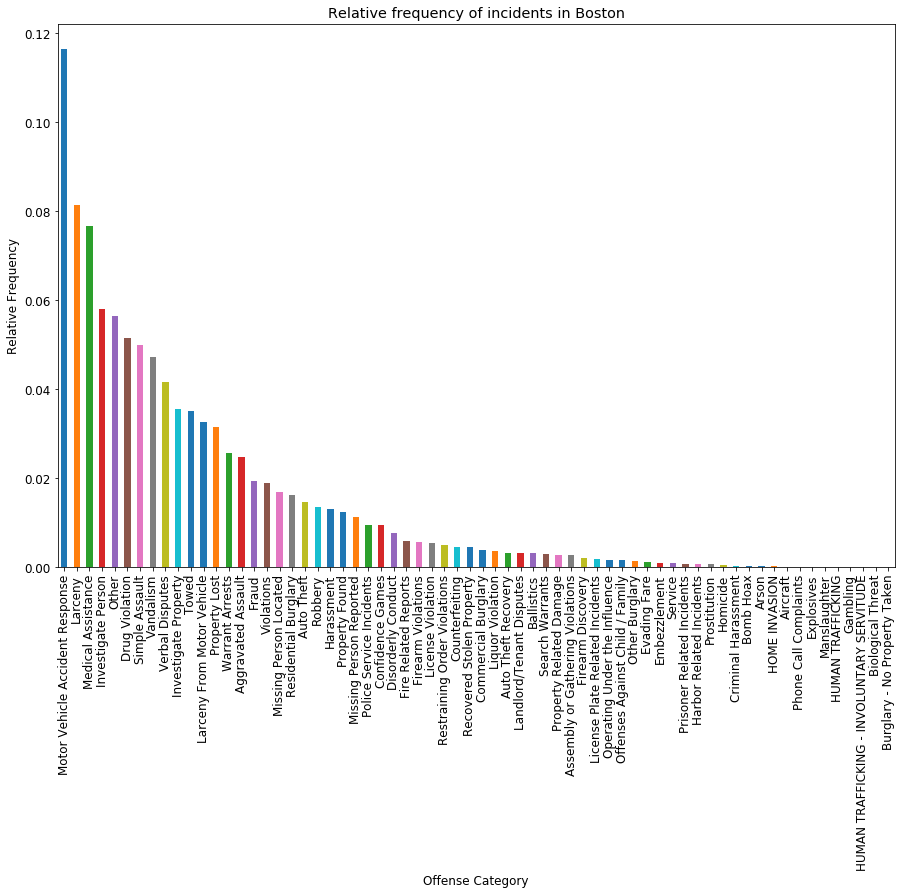 Relative frequency of incidents in Boston
0.12
0.10
0.08
0.06
0.04
0.02
0.00
Relative Frequency
Motor Vehicle Accident Response
Larceny
Medical Assistance
Investigate Person
Other
Drug Violation
Simple Assault
Vandalism
Verbal Disputes
Investigate Property
Towed
Larceny From Motor Vehicle
Property Lost
Warrant Arrests
Aggravated Assault
Fraud
Violations
Missing Person Located
Residential Burglary
Auto Theft
Robbery
Harassment
Property Found
Missing Person Reported
Police Service Incidents
Confidence Games
Disorderly Conduct
Fire Related Reports
Firearm Violations
License Violation
Restraining Order Violations
Counterfeiting
Recovered Stolen Property
Commercial Burglary
Liquor Violation
Auto Theft Recovery
Landlord/Tenant Disputes
Ballistics
Search Warrants
Property Related Damage
Assembly or Gathering Violations
Firearm Discovery
License Plate Related Incidents
Operating Under the Influence
Offenses Against Child / Family
Other Burglary
Evading Fare
Embezzlement
Service
Prisoner Related Incidents
Harbor Related Incidents
Prostitution
Homicide
Criminal Harassment
Bomb Hoax
Arson
HOME INVASION
Aircraft
Phone Call Complaints
Explosives
Manslaughter
HUMAN TRAFFICKING
Gambling
HUMAN TRAFFICKING - INVOLUNTARY SERVITUDE
Biological Threat
Burglary - No Property Taken
Offense Category